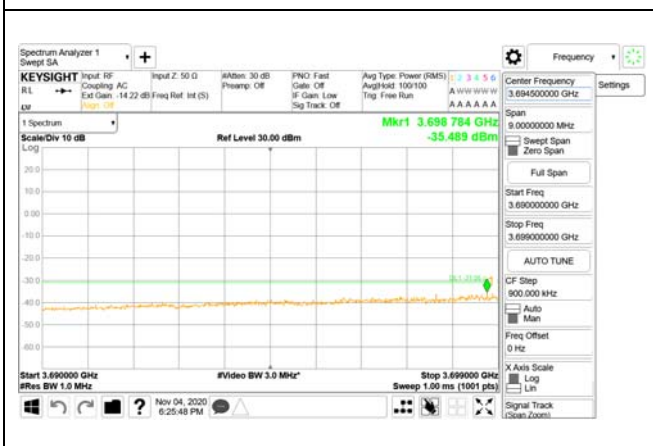 Spectrum Analyzer 1
Swept SA
+
Frequency
KEYSIGHT
RL
Input: RF
Coupling: AC
Ext Gain: -14.22 dB
Align: Off
Input Z: 50 Ω
Freq Ref: Int (S)
#Atten: 30 dB
Preamp: Off
PNO: Fast
Gate: Off
IF Gain: Low
Sig Track: Off
Avg Type: Power (RMS)
Avg|Hold: 100/100
Trig: Free Run
1 2 3 4 5 6
A W W W W W
A A A A A A
1 Spectrum
Scale/Div 10 dB
Log
Ref Level 30.00 dBm
Mkr1 3.698 784 GHz
-35.489 dBm
20.0
10.0
0.00
-10.0
-20.0
-30.0
-40.0
-50.0
-60.0
Start 3.690000 GHz
#Res BW 1.0 MHz
#Video BW 3.0 MHz*
Stop 3.699000 GHz
Sweep 1.00 ms (1001 pts)
Nov 04, 2020
6:25:48 PM
Center Frequency
3.694500000 GHz
Settings
Span
9.00000000 MHz
Swept Span
Zero Span
Full Span
Start Freq
3.690000000 GHz
Stop Freq
3.699000000 GHz
AUTO TUNE
CF Step
900.000 kHz
Auto
Man
Freq Offset
0 Hz
X Axis Scale
Log
Lin
Signal Track
(Span Zoom)